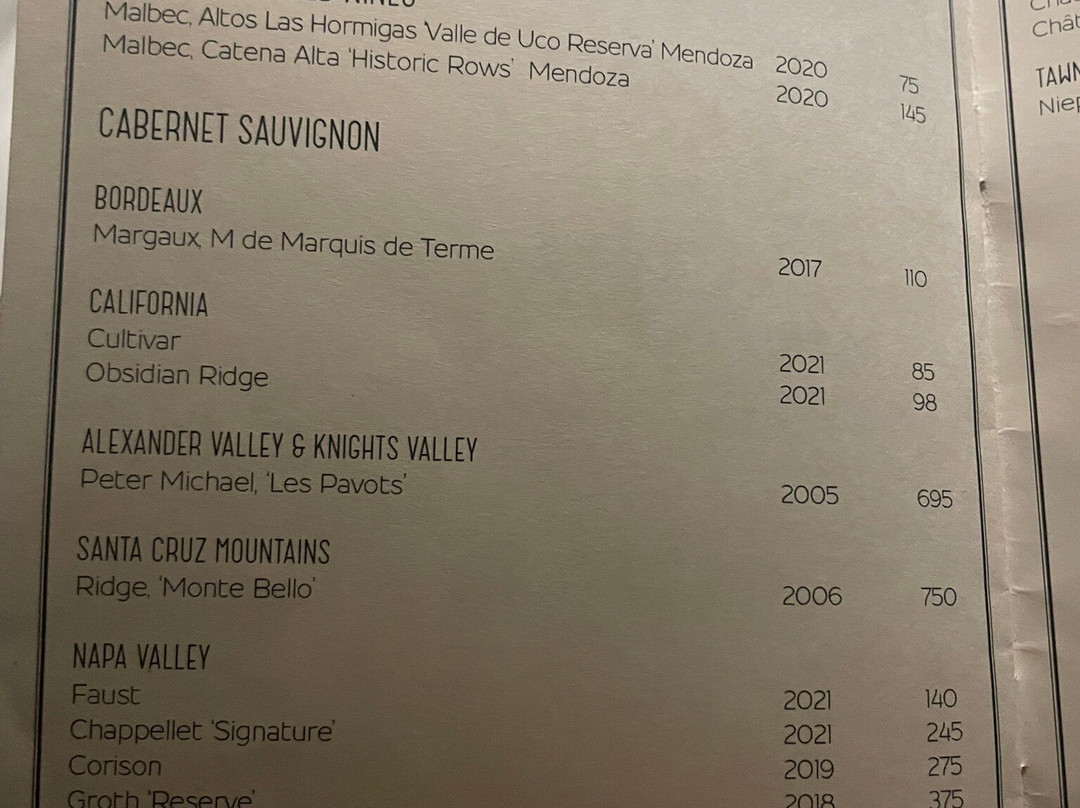 Malbec, Altos Las Hormigas 'Valle de Uco Reserva' Mendoza 2020 75
Malbec, Catena Alta 'Historic Rows' Mendoza 2020 145
CABERNET SAUVIGNON
BORDEAUX
Margaux, M de Marquis de Terme 2017 110
CALIFORNIA
Cultivar 2021 85
Obsidian Ridge 2021 98
ALEXANDER VALLEY & KNIGHTS VALLEY
Peter Michael, 'Les Pavots' 2005 695
SANTA CRUZ MOUNTAINS
Ridge, 'Monte Bello' 2006 750
NAPA VALLEY
Faust 2021 140
Chappellet 'Signature' 2021 245
Corison 2019 275
Groth 'Reserve' 2018 375